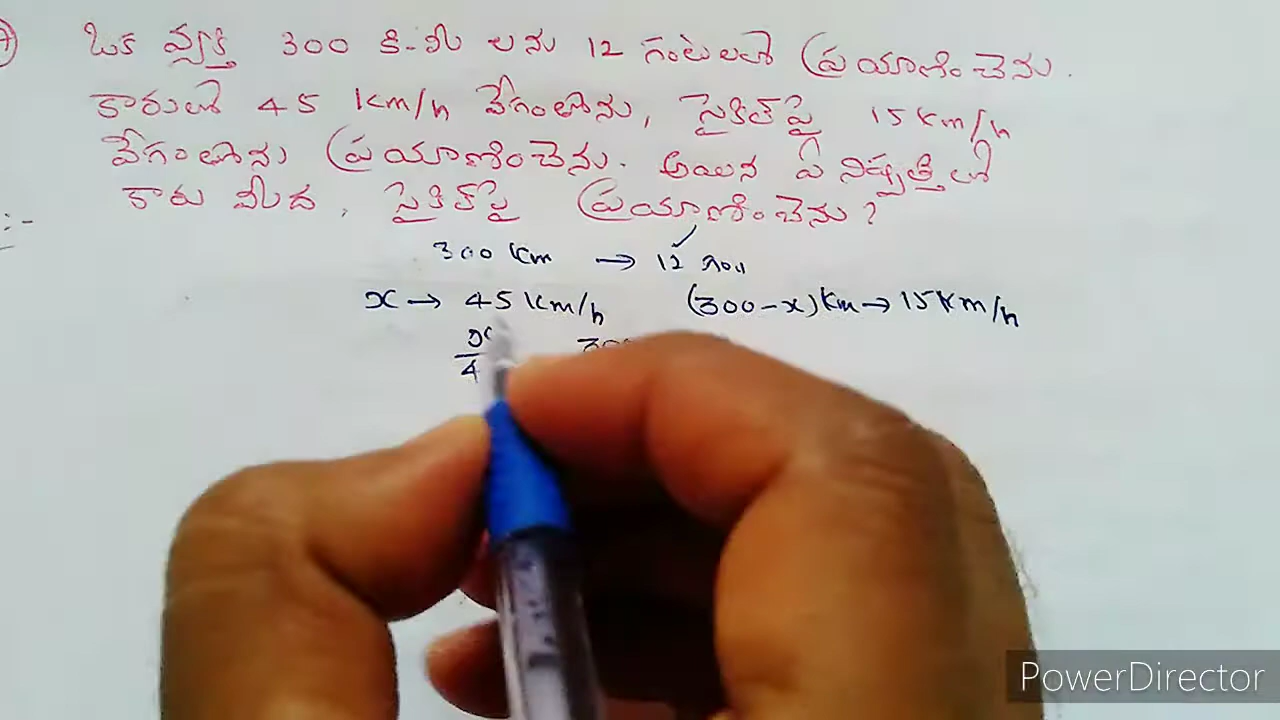 ఒక వ్యక్తి 300 కి-మీ లను 12 గంటలలో ప్రయాణించెను.
కారులో 45 km/h వేగంతోను, సైకిల్‌పై 15 km/h
వేగంతోను ప్రయాణించెను. అయిన ఏ నిష్పత్తిలో
కారు మీద, సైకిల్‌పై ప్రయాణించెను?
:-
300 km → 12 గం॥
x → 45 km/h (300-x) km → 15 km/h
PowerDirector